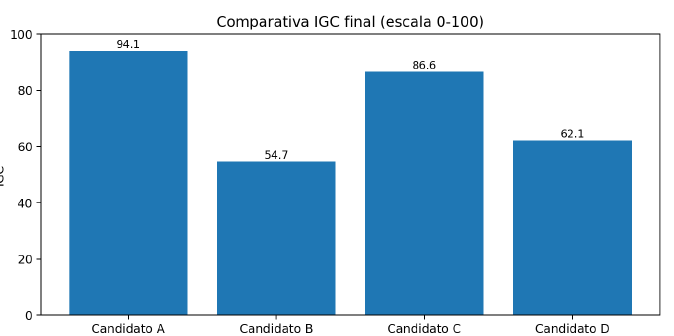 Comparativa IGC final (escala 0-100)
100
80
60
40
20
0
IGC
94.1
54.7
86.6
62.1
Candidato A
Candidato B
Candidato C
Candidato D